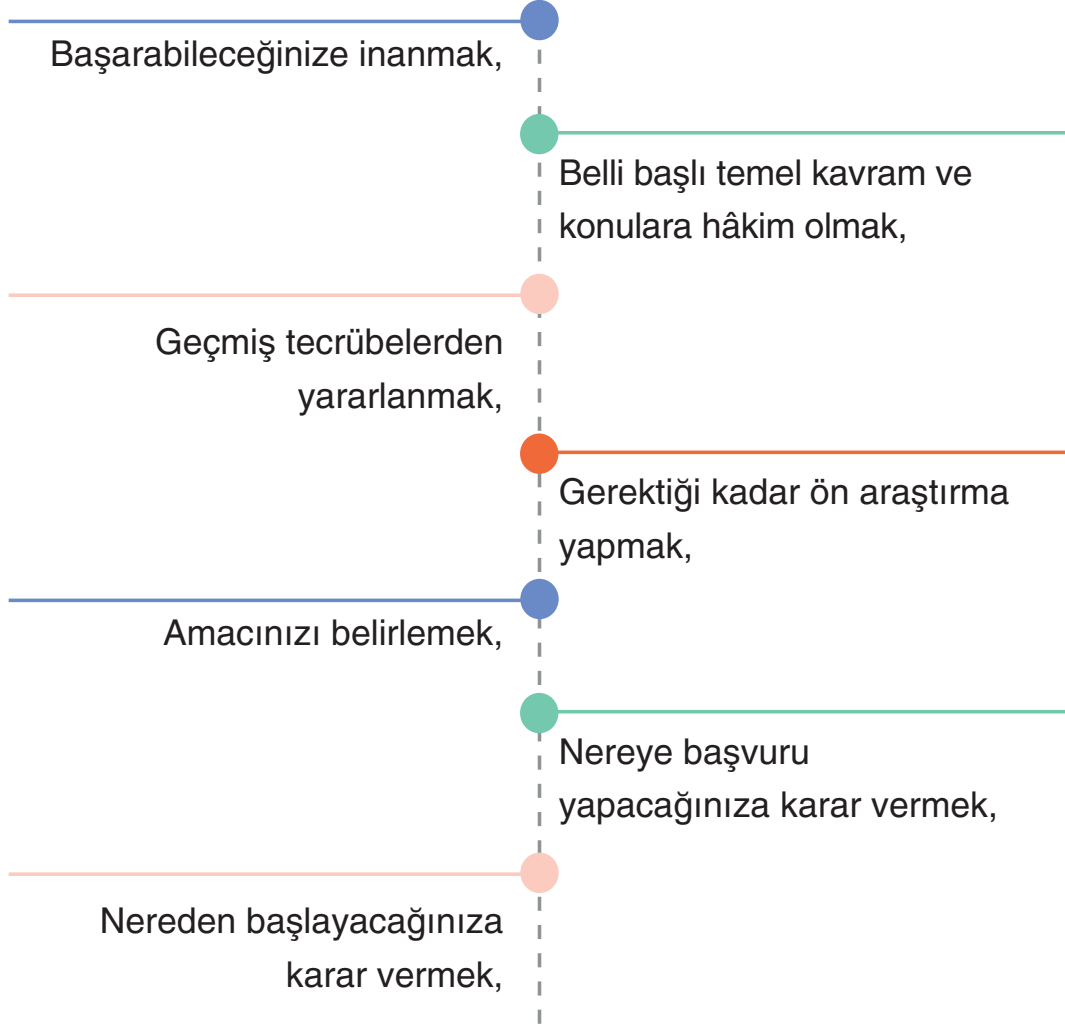 Başarabileceğinize inanmak,
Belli başlı temel kavram ve
konulara hâkim olmak,
Geçmiş tecrübelerden
yararlanmak,
Gerektiği kadar ön araştırma
yapmak,
Amacınızı belirlemek,
Nereye başvuru
yapacağınıza karar vermek,
Nereden başlayacağınıza
karar vermek,